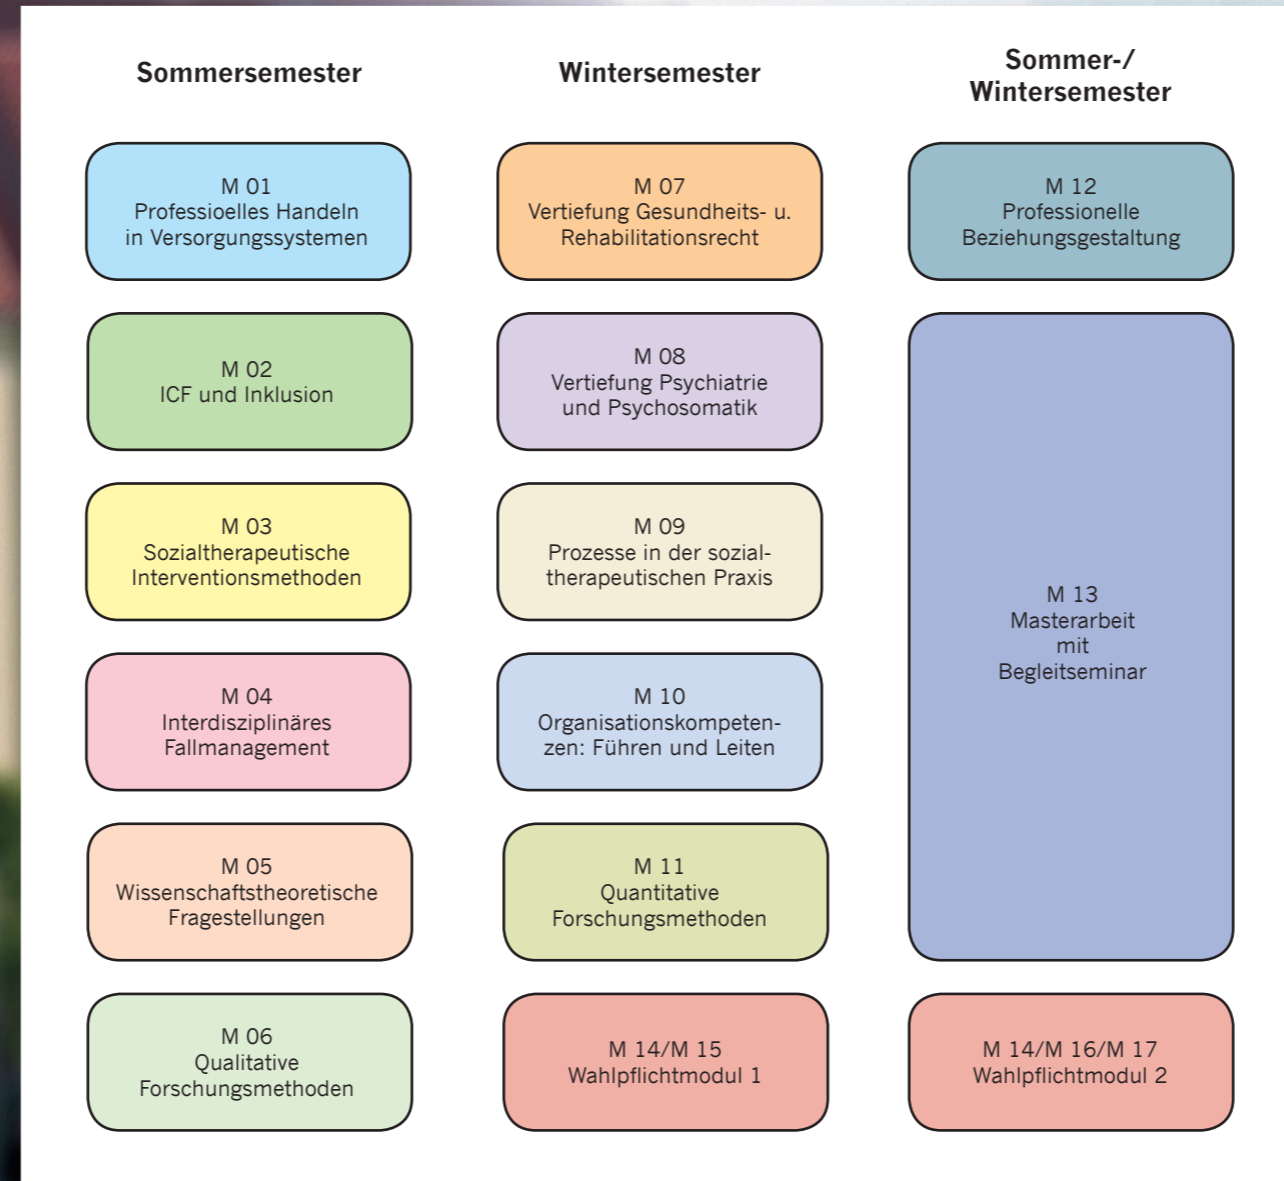 Sommersemester
M 01
Professioelles Handeln
in Versorgungssystemen
M 02
ICF und Inklusion
M 03
Sozialtherapeutische
Interventionsmethoden
M 04
Interdisziplinäres
Fallmanagement
M 05
Wissenschaftstheoretische
Fragestellungen
M 06
Qualitative
Forschungsmethoden
Wintersemester
M 07
Vertiefung Gesundheits- u.
Rehabilitationsrecht
M 08
Vertiefung Psychiatrie
und Psychosomatik
M 09
Prozesse in der sozial-
therapeutischen Praxis
M 10
Organisationskompeten-
zen: Führen und Leiten
M 11
Quantitative
Forschungsmethoden
M 14/M 15
Wahlpflichtmodul 1
Sommer-/
Wintersemester
M 12
Professionelle
Beziehungsgestaltung
M 13
Masterarbeit
mit
Begleitseminar
M 14/M 16/M 17
Wahlpflichtmodul 2